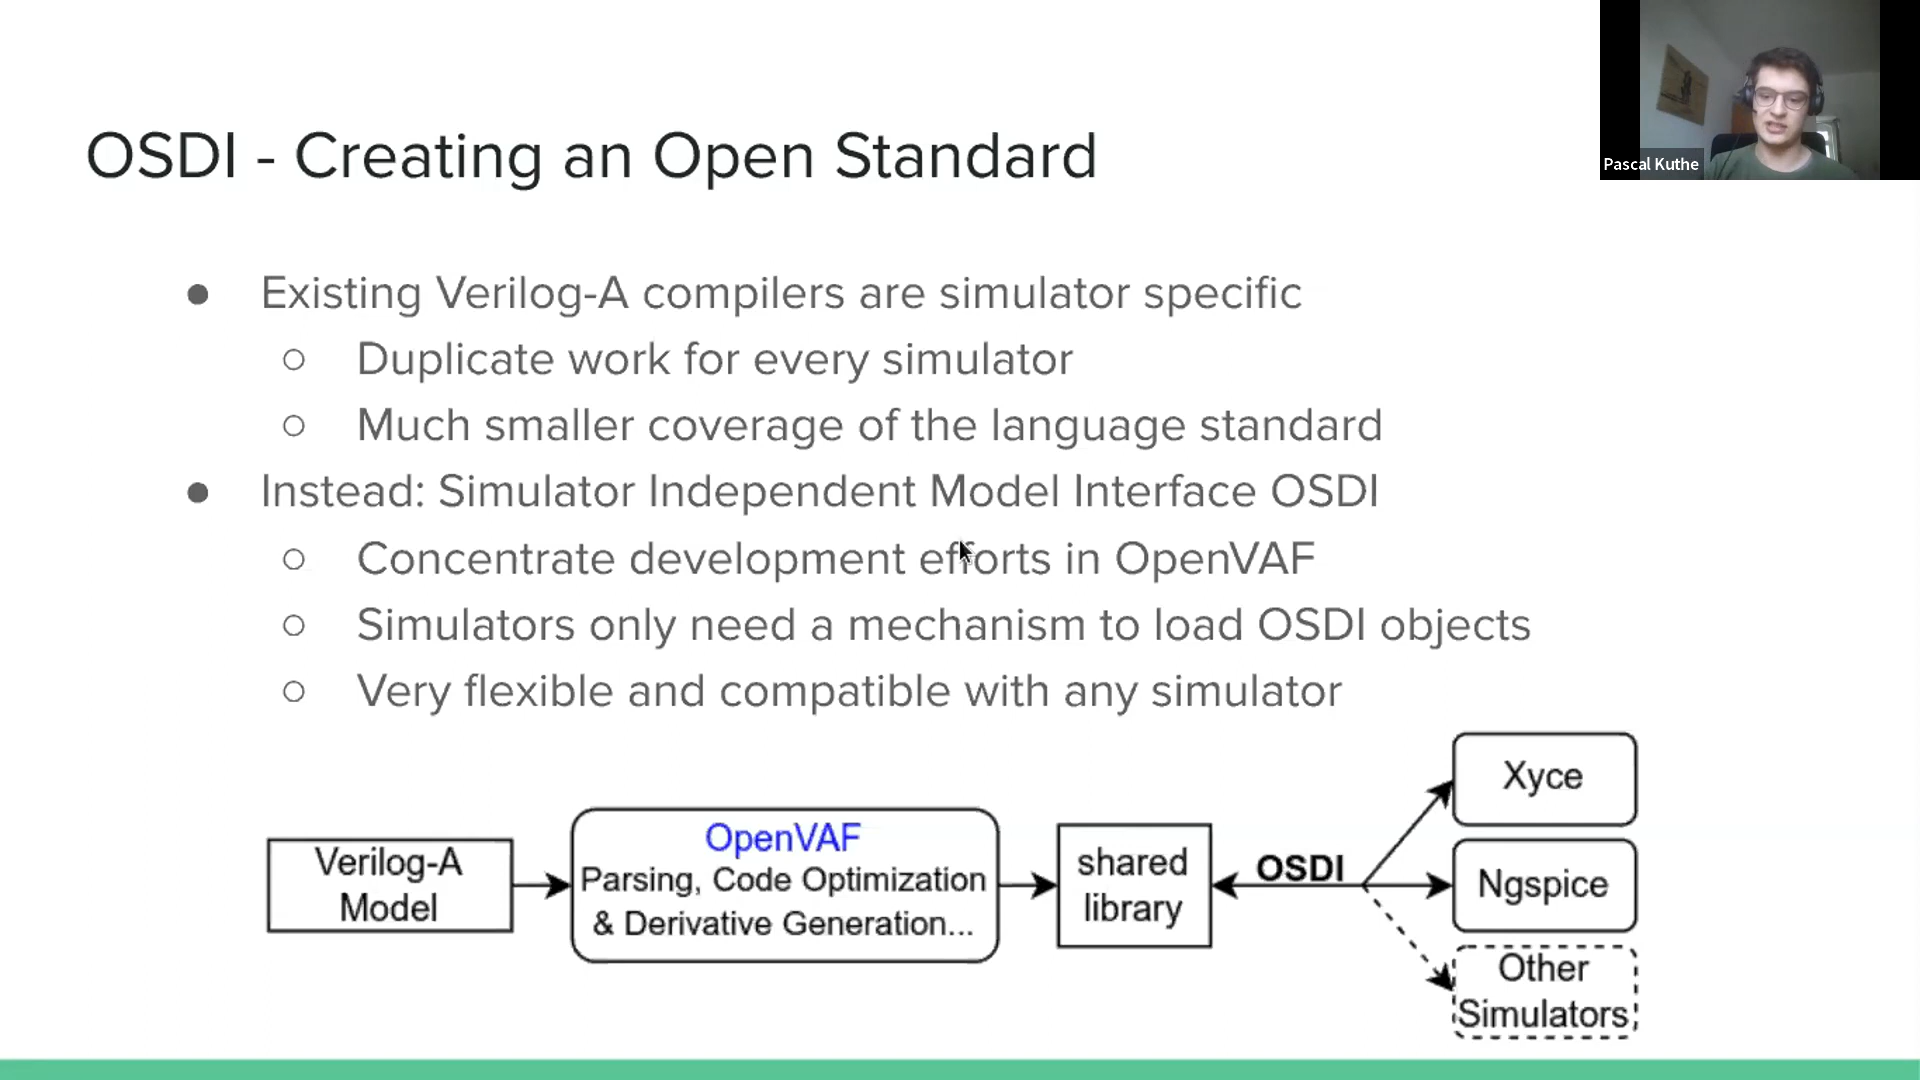 OSDI - Creating an Open Standard
Pascal Kuthe
● Existing Verilog-A compilers are simulator specific
○ Duplicate work for every simulator
○ Much smaller coverage of the language standard
● Instead: Simulator Independent Model Interface OSDI
○ Concentrate development efforts in OpenVAF
○ Simulators only need a mechanism to load OSDI objects
○ Very flexible and compatible with any simulator
Verilog-A
Model
OpenVAF
Parsing, Code Optimization
& Derivative Generation...
shared
library
OSDI
Xyce
Ngspice
Other
Simulators